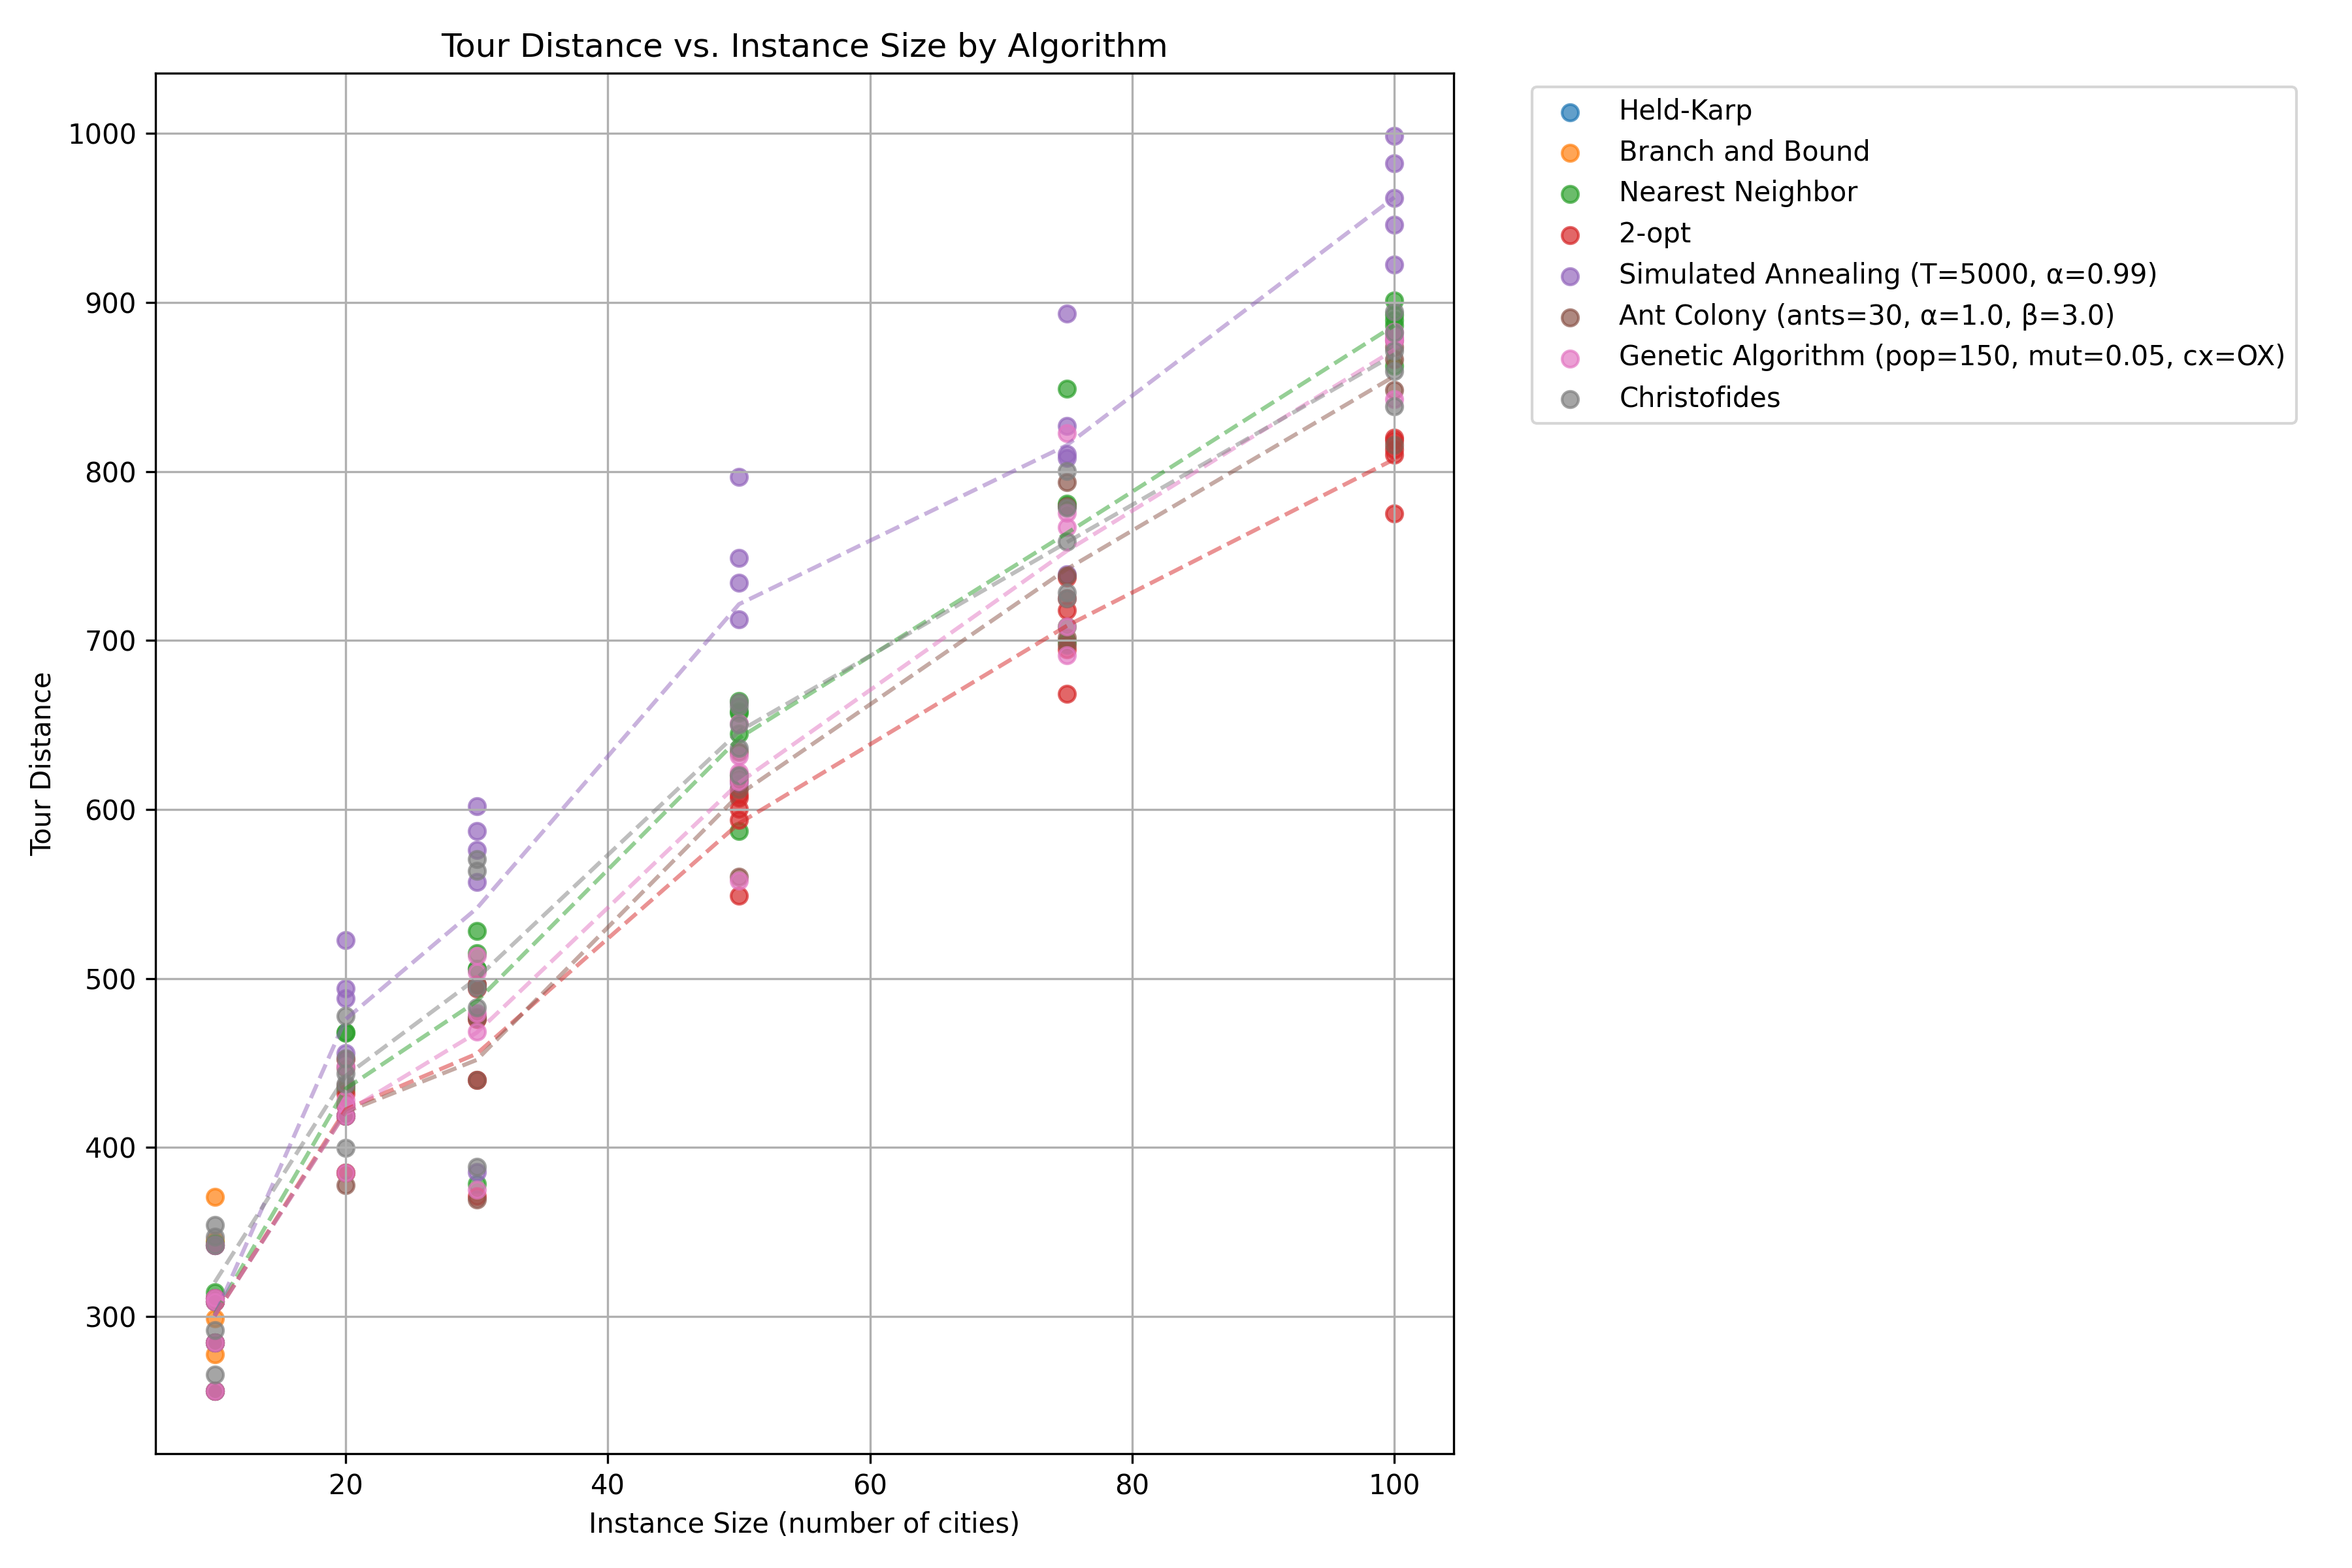 Tour Distance vs. Instance Size by Algorithm
1000
900
800
700
600
500
400
300
Tour Distance
20
40
60
80
100
Instance Size (number of cities)
Held-Karp
Branch and Bound
Nearest Neighbor
2-opt
Simulated Annealing (T=5000, α=0.99)
Ant Colony (ants=30, α=1.0, β=3.0)
Genetic Algorithm (pop=150, mut=0.05, cx=OX)
Christofides